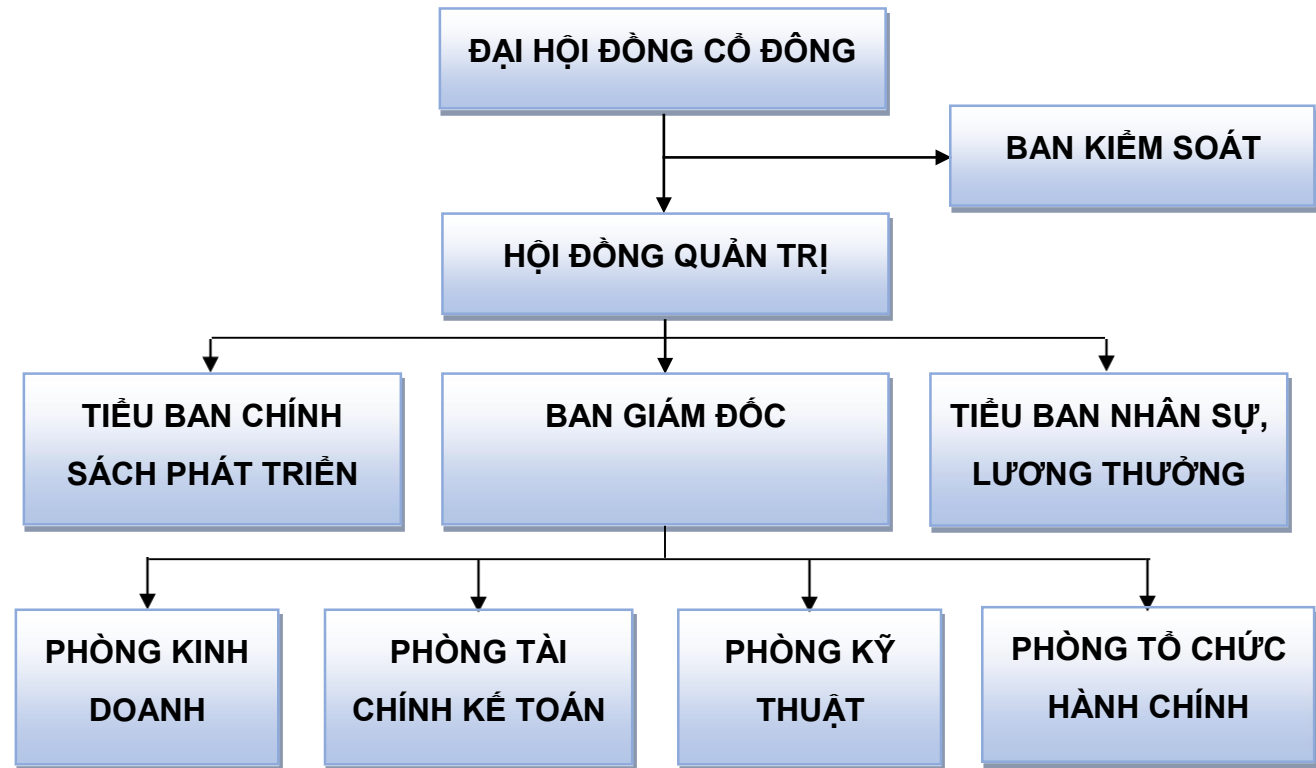 ĐẠI HỘI ĐỒNG CỔ ĐÔNG
BAN KIỂM SOÁT
HỘI ĐỒNG QUẢN TRỊ
TIỂU BAN CHÍNH
SÁCH PHÁT TRIỂN
BAN GIÁM ĐỐC
TIỂU BAN NHÂN SỰ,
LƯƠNG THƯỞNG
PHÒNG KINH
DOANH
PHÒNG TÀI
CHÍNH KẾ TOÁN
PHÒNG KỸ
THUẬT
PHÒNG TỔ CHỨC
HÀNH CHÍNH